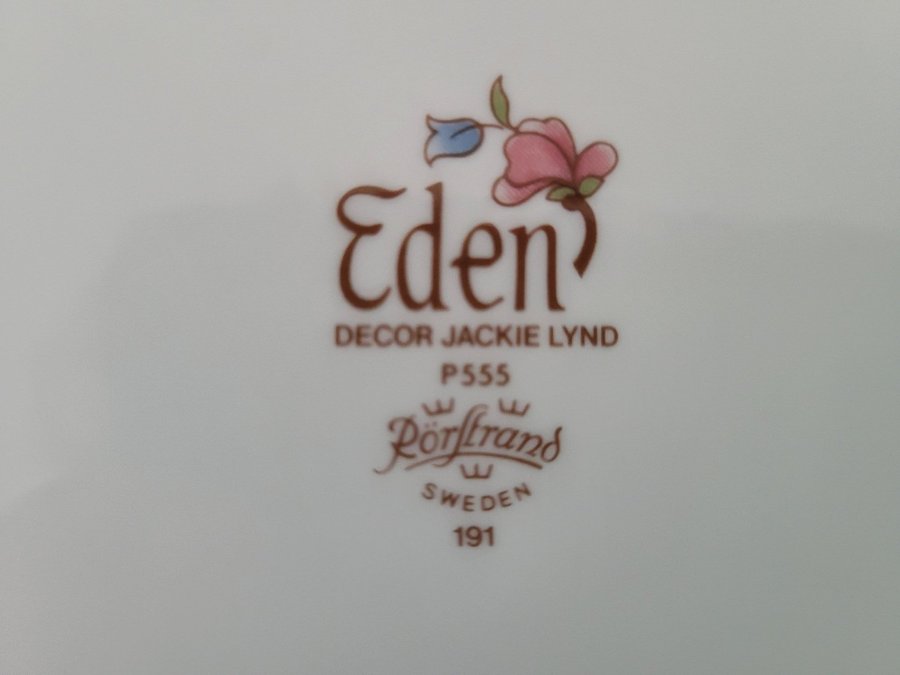 Eden
DECOR JACKIE LYND
P555
Rörstrand
SWEDEN
191